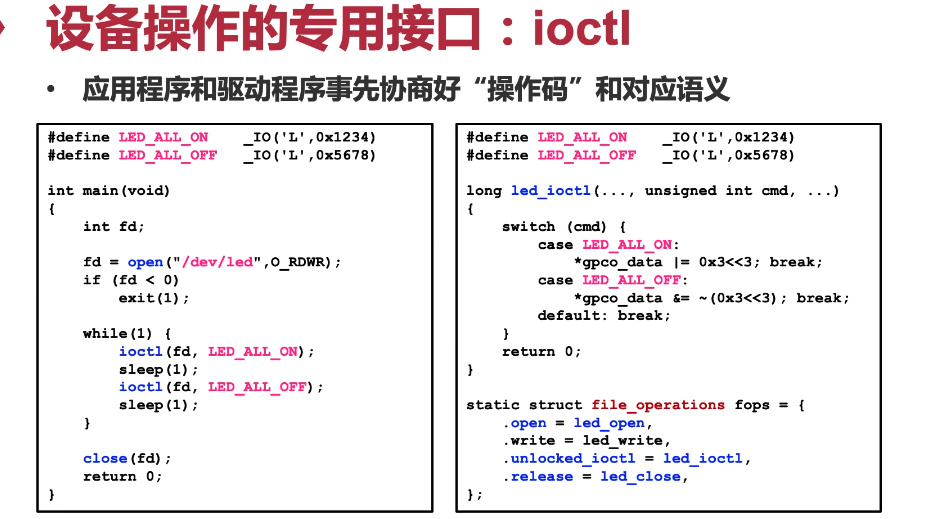 设备操作的专用接口：ioctl
• 应用程序和驱动程序事先协商好“操作码”和对应语义
#define LED_ALL_ON    _IO('L',0x1234)
#define LED_ALL_OFF   _IO('L',0x5678)
int main(void)
{
    int fd;
    fd = open("/dev/led",O_RDWR);
    if (fd < 0)
        exit(1);
    while(1) {
        ioctl(fd, LED_ALL_ON);
        sleep(1);
        ioctl(fd, LED_ALL_OFF);
        sleep(1);
    }
    close(fd);
    return 0;
}
#define LED_ALL_ON    _IO('L',0x1234)
#define LED_ALL_OFF   _IO('L',0x5678)
long led_ioctl(..., unsigned int cmd, ...)
{
    switch (cmd) {
        case LED_ALL_ON:
            *gpco_data |= 0x3<<3; break;
        case LED_ALL_OFF:
            *gpco_data &= ~(0x3<<3); break;
        default: break;
    }
    return 0;
}
static struct file_operations fops = {
    .open = led_open,
    .write = led_write,
    .unlocked_ioctl = led_ioctl,
    .release = led_close,
};